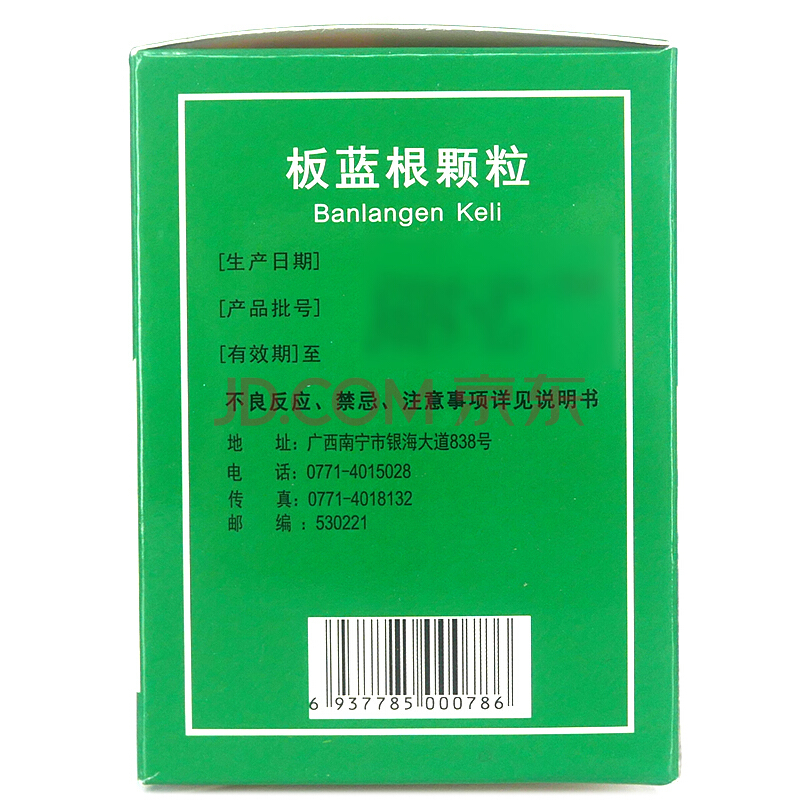 板蓝根颗粒
Banlangen Keli
[生产日期]
[产品批号]
[有效期]至
JD.COM 京东
不良反应、禁忌、注意事项详见说明书
地 址：广西南宁市银海大道838号
电 话：0771-4015028
传 真：0771-4018132
邮 编：530221
6 937785 000786